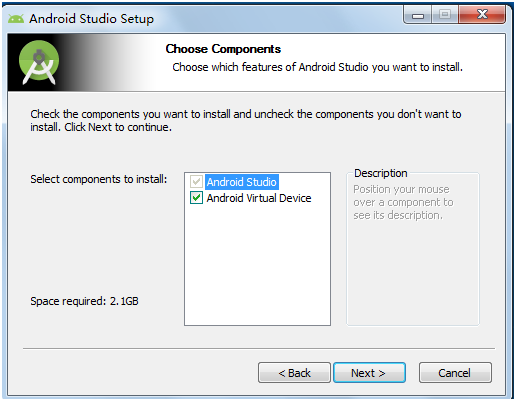 Android Studio Setup
Choose Components
Choose which features of Android Studio you want to install.
Check the components you want to install and uncheck the components you don't want to
install. Click Next to continue.
Select components to install:
Android Studio
Android Virtual Device
Description
Position your mouse
over a component to
see its description.
Space required: 2.1GB
< Back
Next >
Cancel